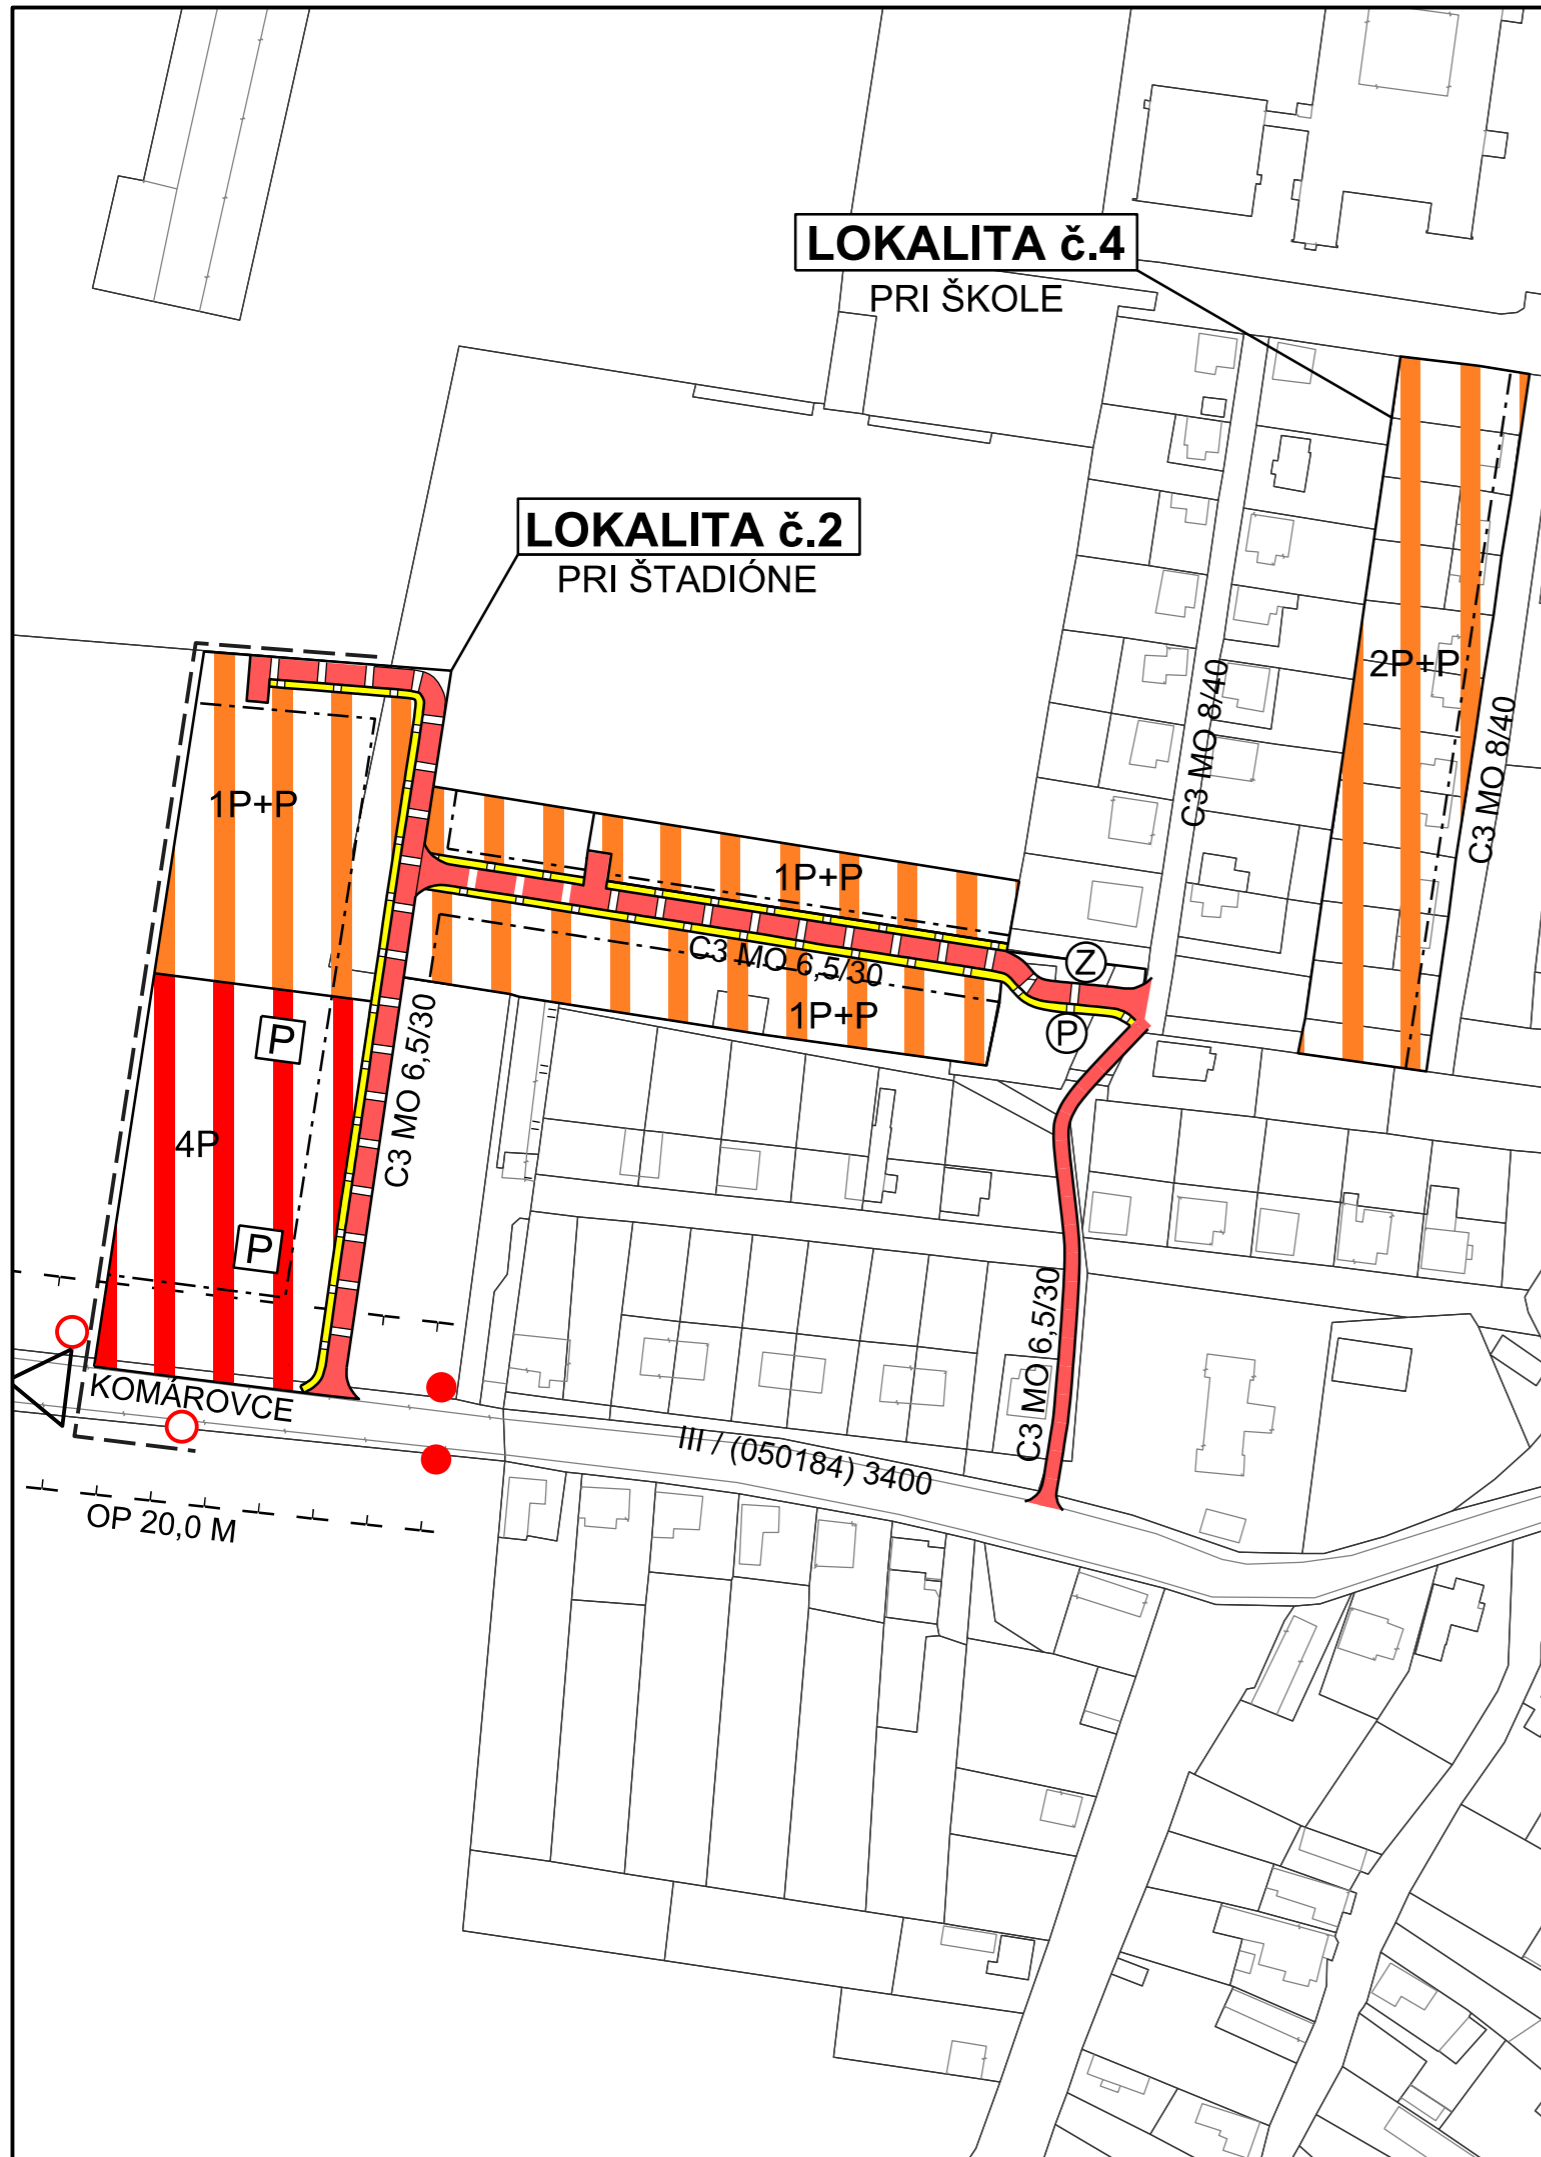 LOKALITA č.4
PRI ŠKOLE
LOKALITA č.2
PRI ŠTADIÓNE
2P+P
C3 MO 8/40
C3 MO 8/40
1P+P
1P+P
C3 MO 6,5/30
Z
1P+P
P
P
C3 MO 6,5/30
4P
P
C3 MO 6,5/30
KOMÁROVCE
III / (050184) 3400
OP 20,0 M